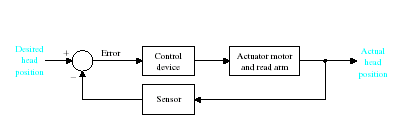 Desired
head
position
+
−
Error
Control
device
Actuator motor
and read arm
Actual
head
position
Sensor